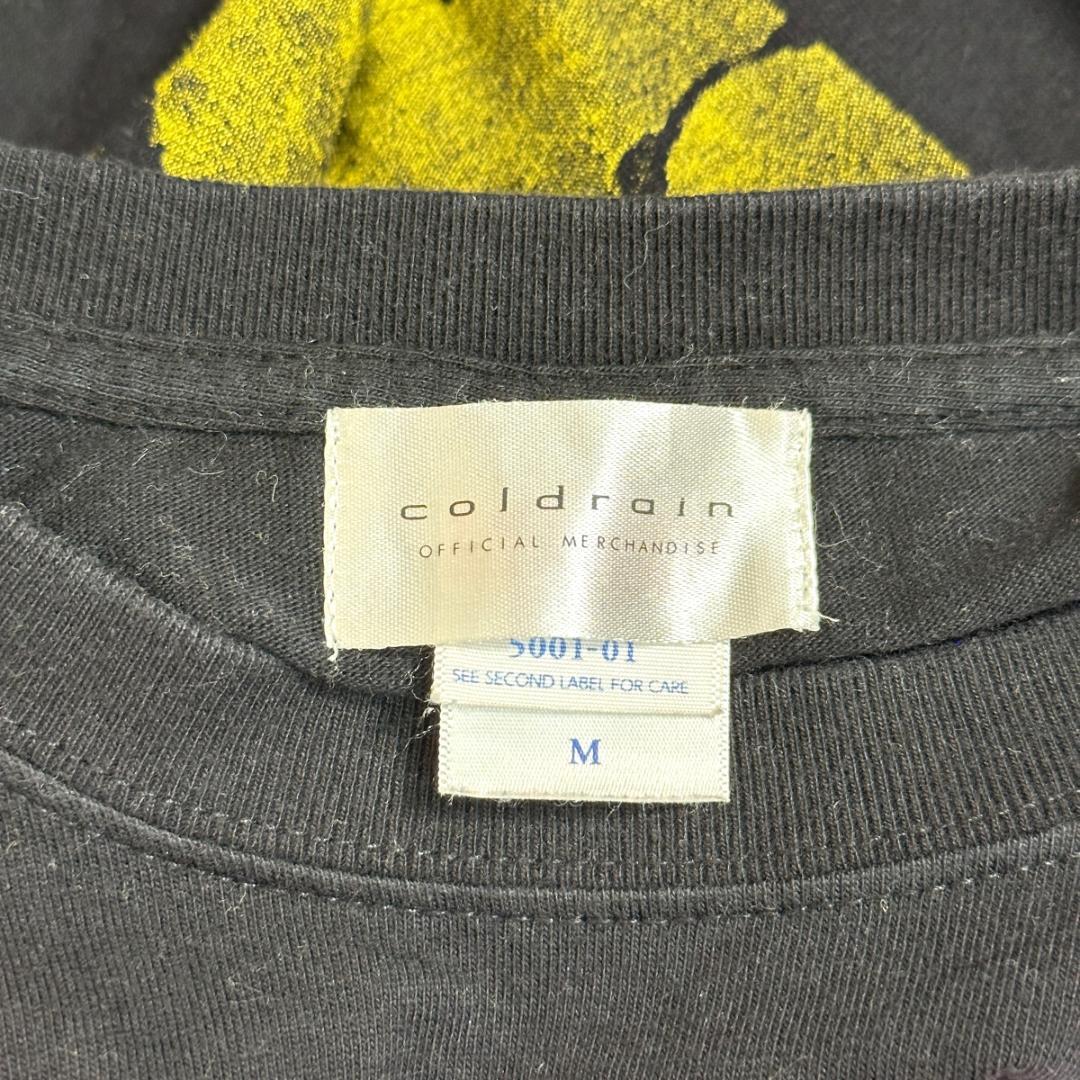 coldrain
OFFICIAL MERCHANDISE
5001-01
SEE SECOND LABEL FOR CARE
M